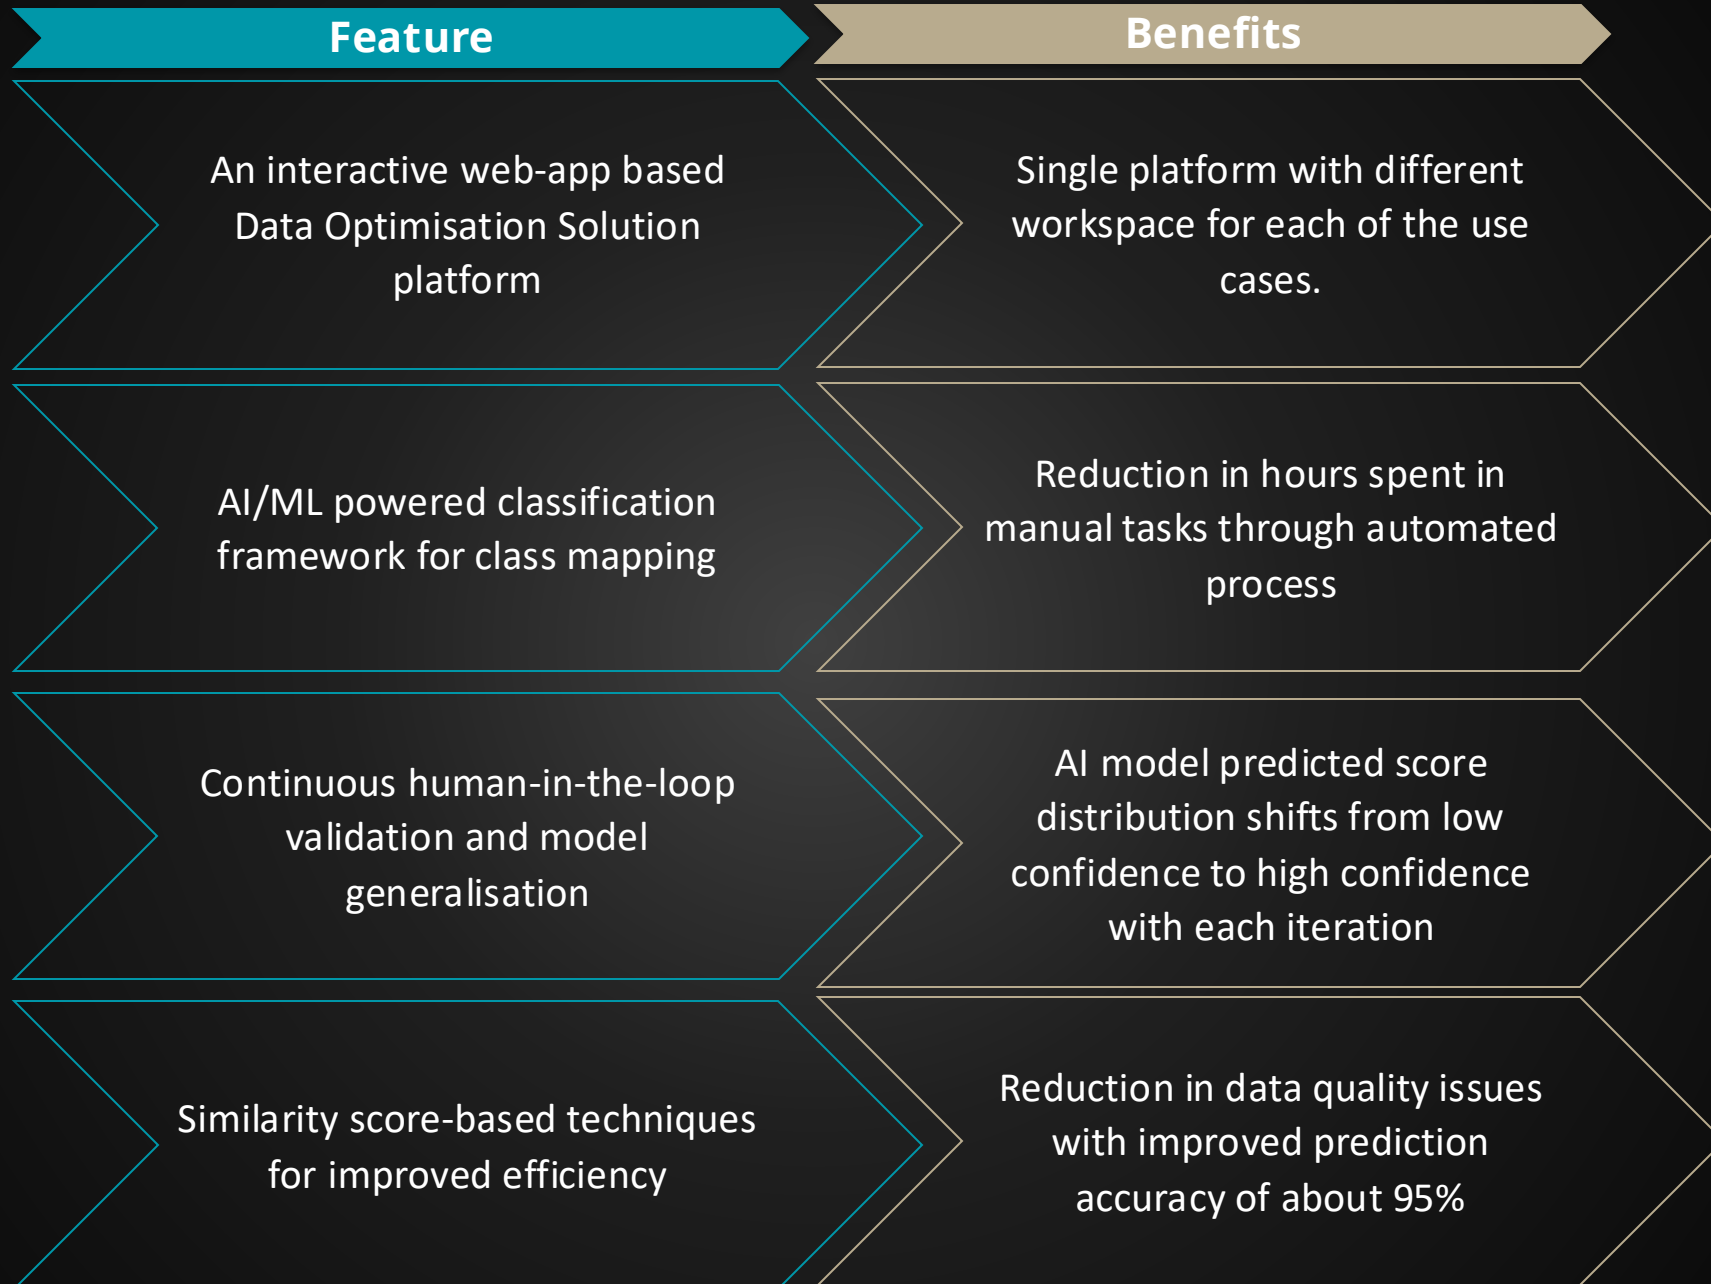 Feature
Benefits
An interactive web-app based
Data Optimisation Solution
platform
Single platform with different
workspace for each of the use
cases.
AI/ML powered classification
framework for class mapping
Reduction in hours spent in
manual tasks through automated
process
Continuous human-in-the-loop
validation and model
generalisation
AI model predicted score
distribution shifts from low
confidence to high confidence
with each iteration
Similarity score-based techniques
for improved efficiency
Reduction in data quality issues
with improved prediction
accuracy of about 95%